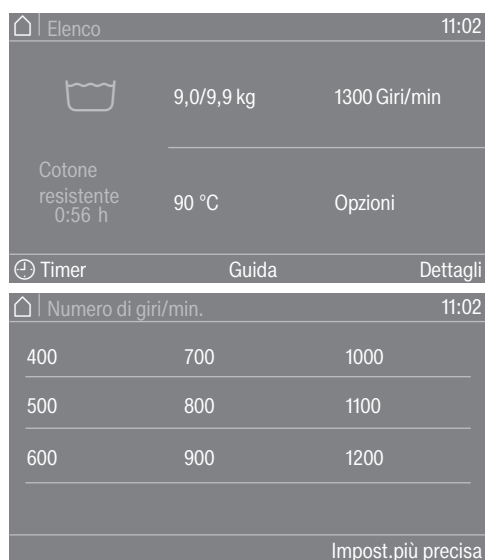 Elenco 11:02
9,0/9,9 kg 1300 Giri/min
Cotone
resistente
0:56 h
90 °C Opzioni
Timer Guida Dettagli
Numero di giri/min. 11:02
400 700 1000
500 800 1100
600 900 1200
Impost.più precisa